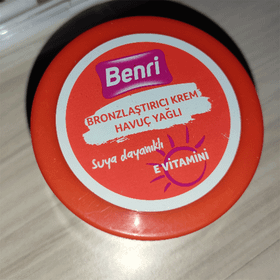 Benri
BRONZLAŞTIRICI KREM
HAVUÇ YAĞLI
Suya dayanıklı
E VİTAMİNİ